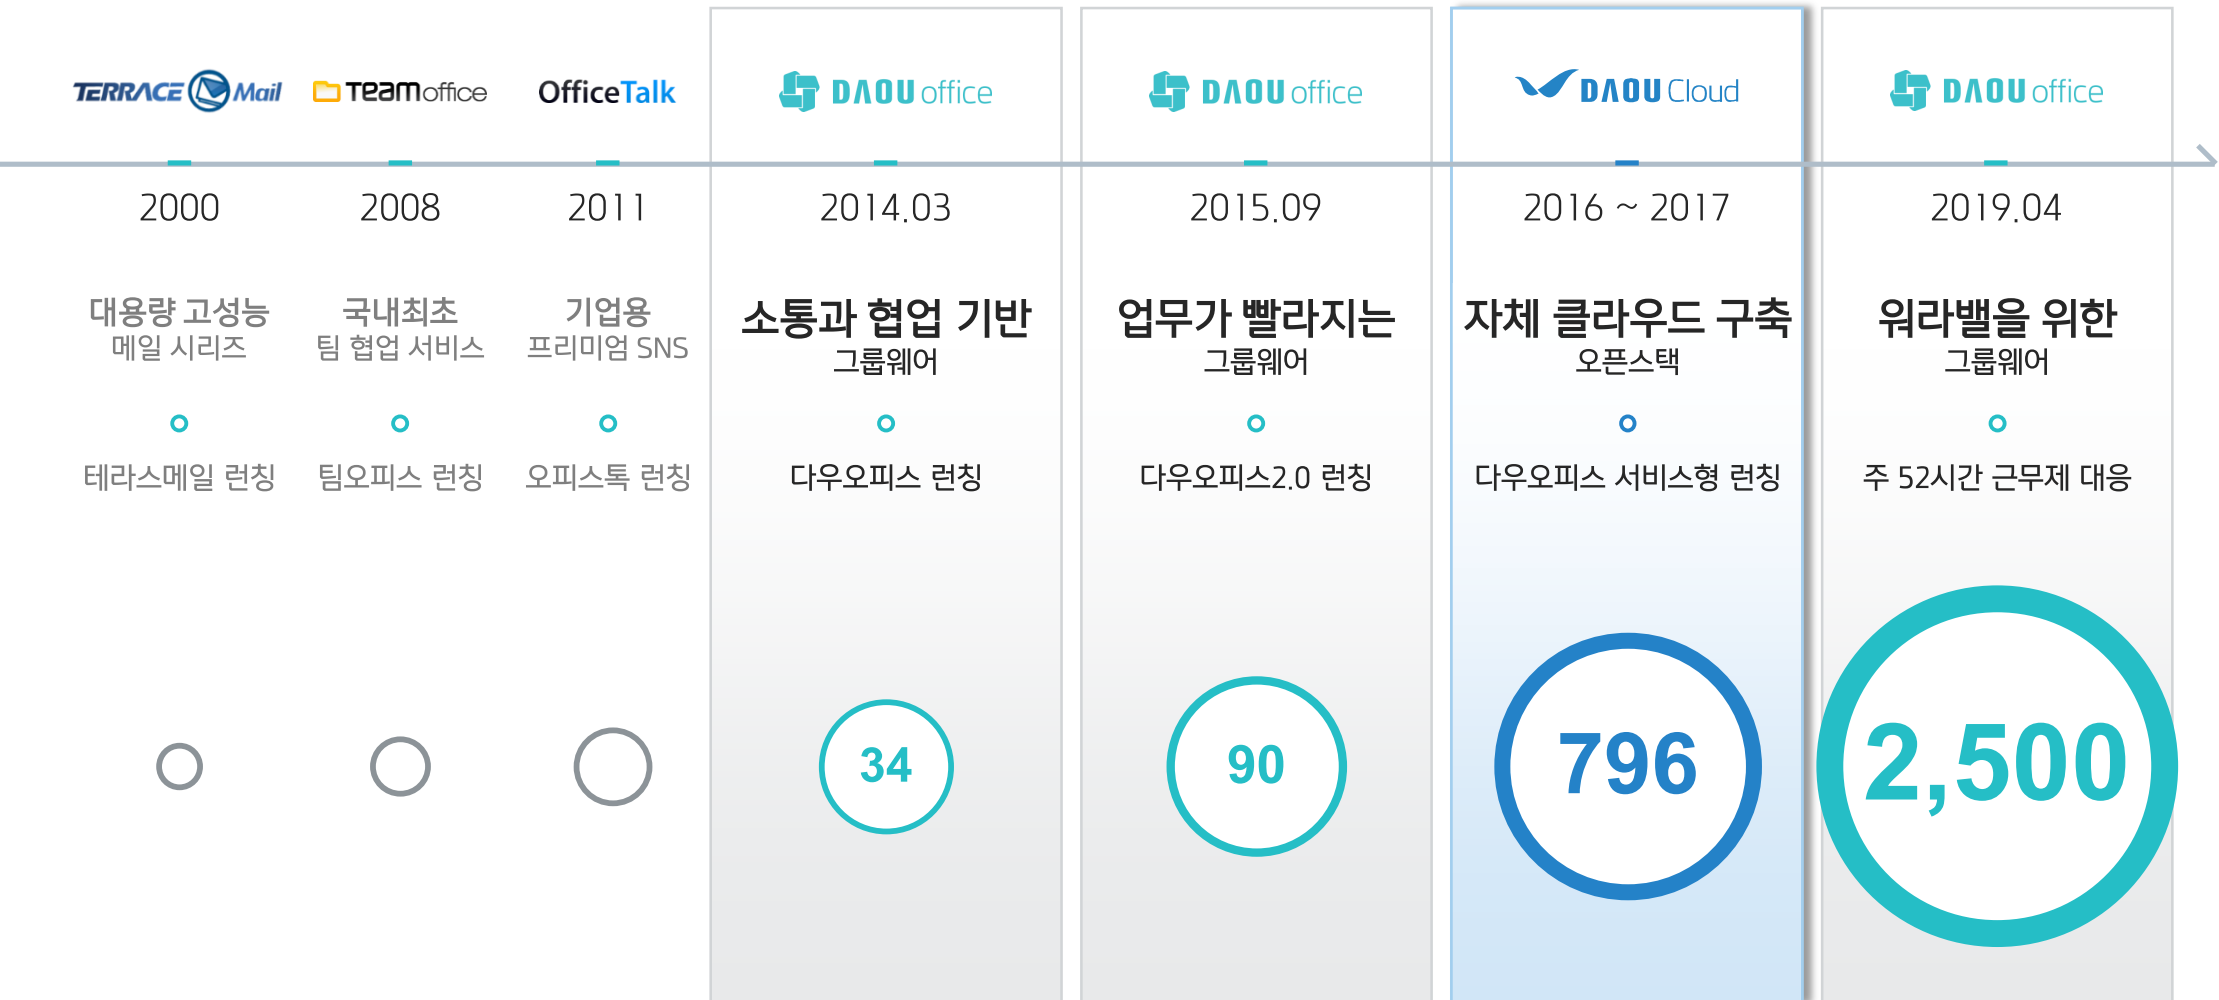 TERRACE Mail
2000
대용량 고성능
메일 시리즈
테라스메일 런칭
TEAMoffice
2008
국내최초
팀 협업 서비스
팀오피스 런칭
OfficeTalk
2011
기업용
프리미엄 SNS
오피스톡 런칭
DAOU office
2014.03
소통과 협업 기반
그룹웨어
다우오피스 런칭
34
DAOU office
2015.09
업무가 빨라지는
그룹웨어
다우오피스2.0 런칭
90
DAOU Cloud
2016 ~ 2017
자체 클라우드 구축
오픈스택
다우오피스 서비스형 런칭
796
DAOU office
2019.04
워라밸을 위한
그룹웨어
주 52시간 근무제 대응
2,500